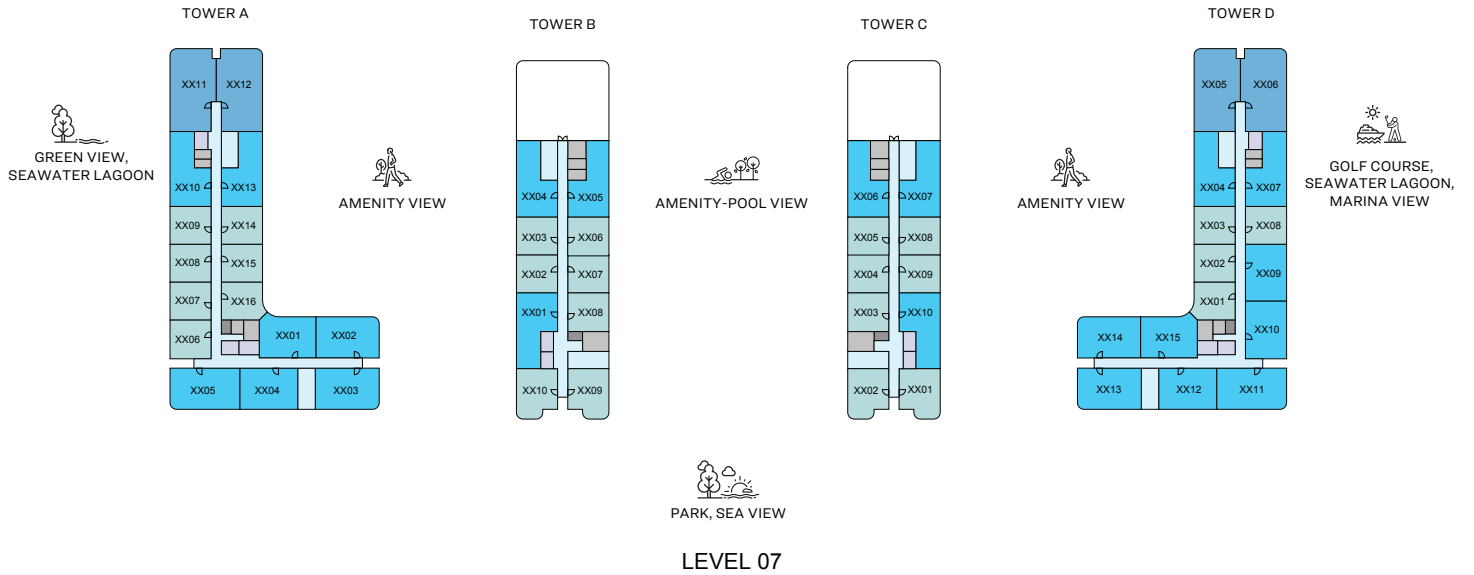 TOWER A
TOWER B
TOWER C
TOWER D
XX11
XX12
XX10
XX13
XX09
XX14
XX08
XX15
XX07
XX16
XX06
XX01
XX02
XX05
XX04
XX03
GREEN VIEW,
SEAWATER LAGOON
AMENITY VIEW
XX04
XX05
XX03
XX06
XX02
XX07
XX01
XX08
XX10
XX09
AMENITY-POOL VIEW
XX06
XX07
XX05
XX08
XX04
XX09
XX03
XX10
XX02
XX01
AMENITY VIEW
XX05
XX06
XX04
XX07
XX03
XX08
XX02
XX09
XX01
XX10
XX14
XX15
XX13
XX12
XX11
GOLF COURSE,
SEAWATER LAGOON,
MARINA VIEW
PARK, SEA VIEW
LEVEL 07